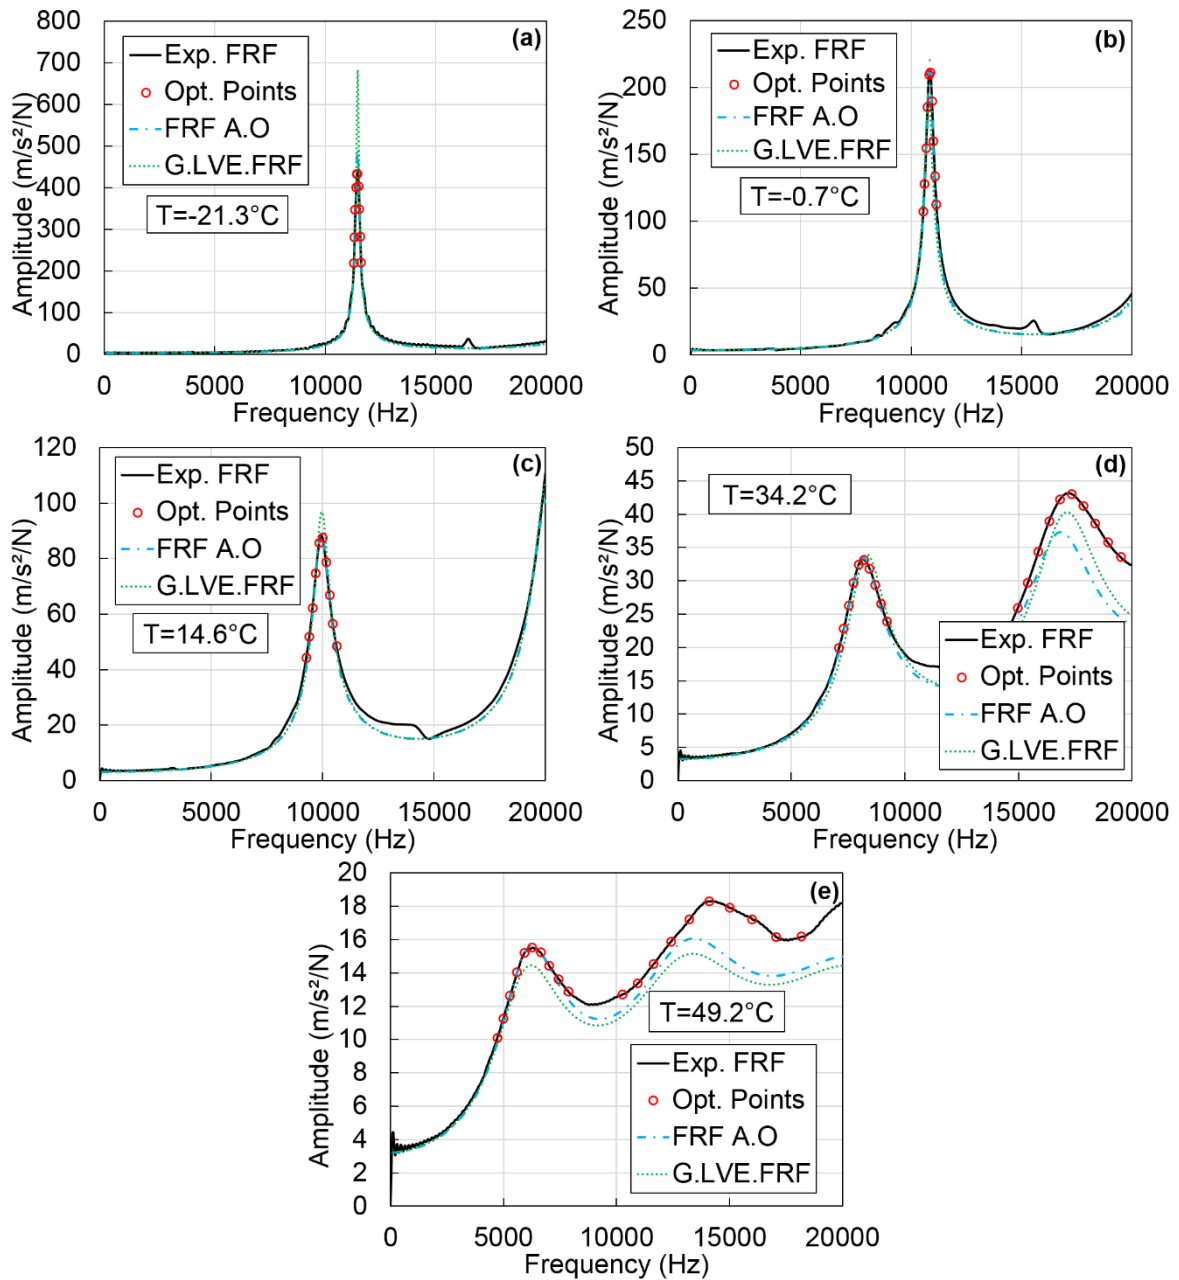 (a)
Amplitude (m/s²/N)
800
700
600
500
400
300
200
100
0
Exp. FRF
Opt. Points
FRF A.O
G.LVE.FRF
T=-21.3°C
0 5000 10000 15000 20000
Frequency (Hz)
(b)
Amplitude (m/s²/N)
250
200
150
100
50
0
Exp. FRF
Opt. Points
FRF A.O
G.LVE.FRF
T=-0.7°C
0 5000 10000 15000 20000
Frequency (Hz)
(c)
Amplitude (m/s²/N)
120
100
80
60
40
20
0
Exp. FRF
Opt. Points
FRF A.O
G.LVE.FRF
T=14.6°C
0 5000 10000 15000 20000
Frequency (Hz)
(d)
Amplitude (m/s²/N)
50
45
40
35
30
25
20
15
10
5
0
T=34.2°C
Exp. FRF
Opt. Points
FRF A.O
G.LVE.FRF
0 5000 10000 15000 20000
Frequency (Hz)
(e)
Amplitude (m/s²/N)
20
18
16
14
12
10
8
6
4
2
0
T=49.2°C
Exp. FRF
Opt. Points
FRF A.O
G.LVE.FRF
0 5000 10000 15000 20000
Frequency (Hz)